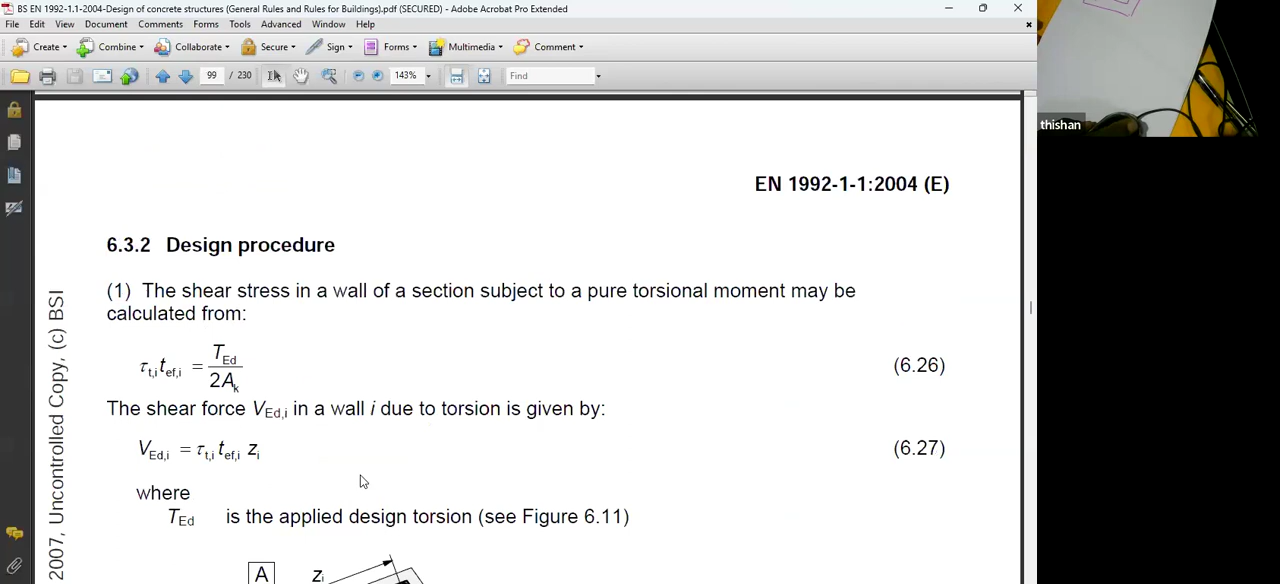 BS EN 1992-1-1-2004-Design of concrete structures (General Rules and Rules for Buildings).pdf (SECURED) - Adobe Acrobat Pro Extended
File Edit View Document Comments Forms Tools Advanced Window Help
Create Combine Collaborate Secure Sign Forms Multimedia Comment
99 / 230 143% Find
thishan
EN 1992-1-1:2004 (E)
6.3.2 Design procedure
(1) The shear stress in a wall of a section subject to a pure torsional moment may be
calculated from:
τt,i tef,i = TEd / 2Ak (6.26)
The shear force VEd,i in a wall i due to torsion is given by:
VEd,i = τt,i tef,i zi (6.27)
where
TEd is the applied design torsion (see Figure 6.11)
A zi
2007, Uncontrolled Copy, (c) BSI